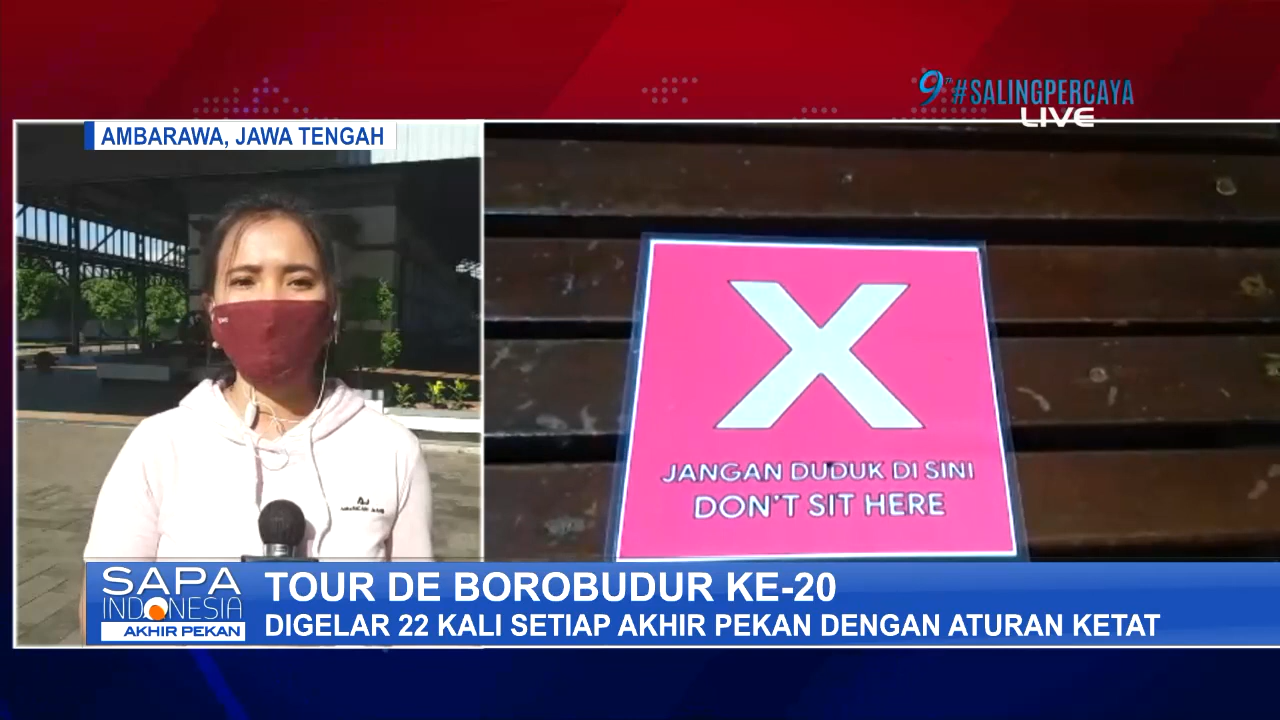 9TH #SALINGPERCAYA
LIVE
AMBARAWA, JAWA TENGAH
X
JANGAN DUDUK DI SINI
DON'T SIT HERE
SAPA
INDONESIA
AKHIR PEKAN
TOUR DE BOROBUDUR KE-20
DIGELAR 22 KALI SETIAP AKHIR PEKAN DENGAN ATURAN KETAT